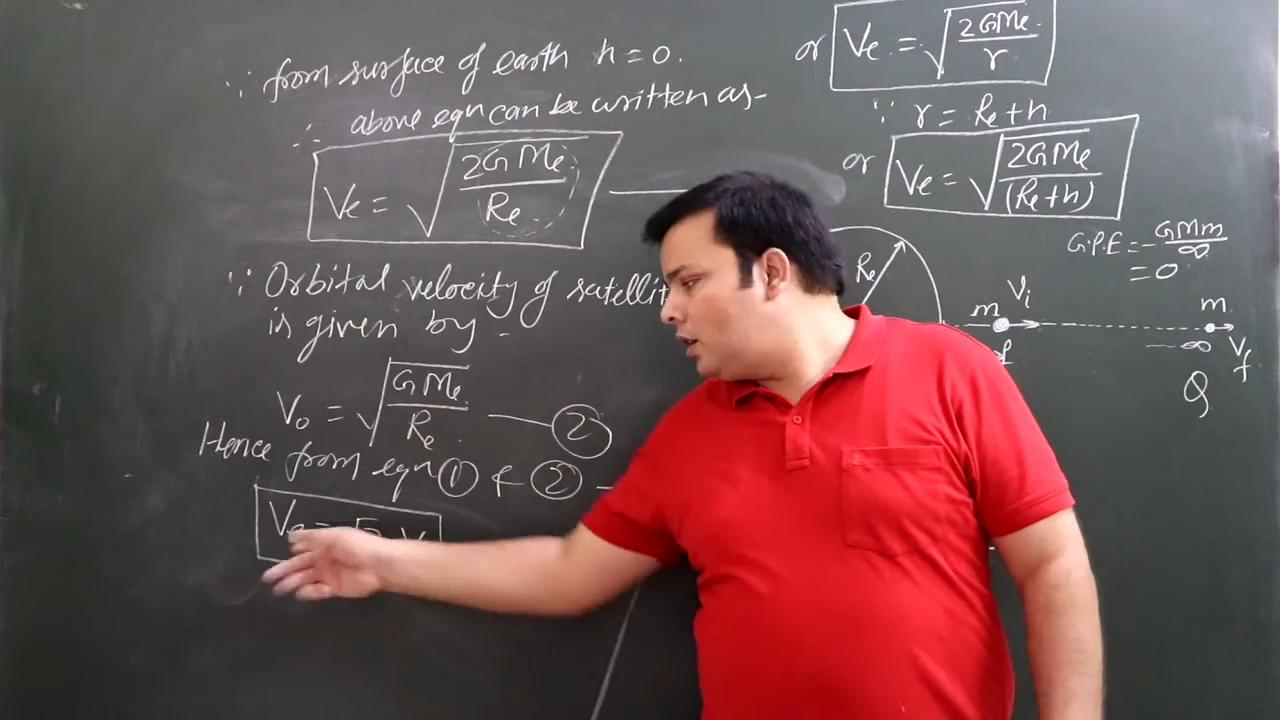 ∵ from surface of earth h = 0.
∴ above eqn can be written as-
Ve = √(2GMe/Re)
∵ Orbital velocity of
is given by -
Vo = √(GMe/Re) — ②
Hence from eqn ① & ② -
or Ve = √(2GMe/r)
∵ r = Re + h
or Ve = √(2GMe/(Re+h))
G.P.E = - GMm/∞
= 0
Re
m Vi
m
∞ Vf
Q